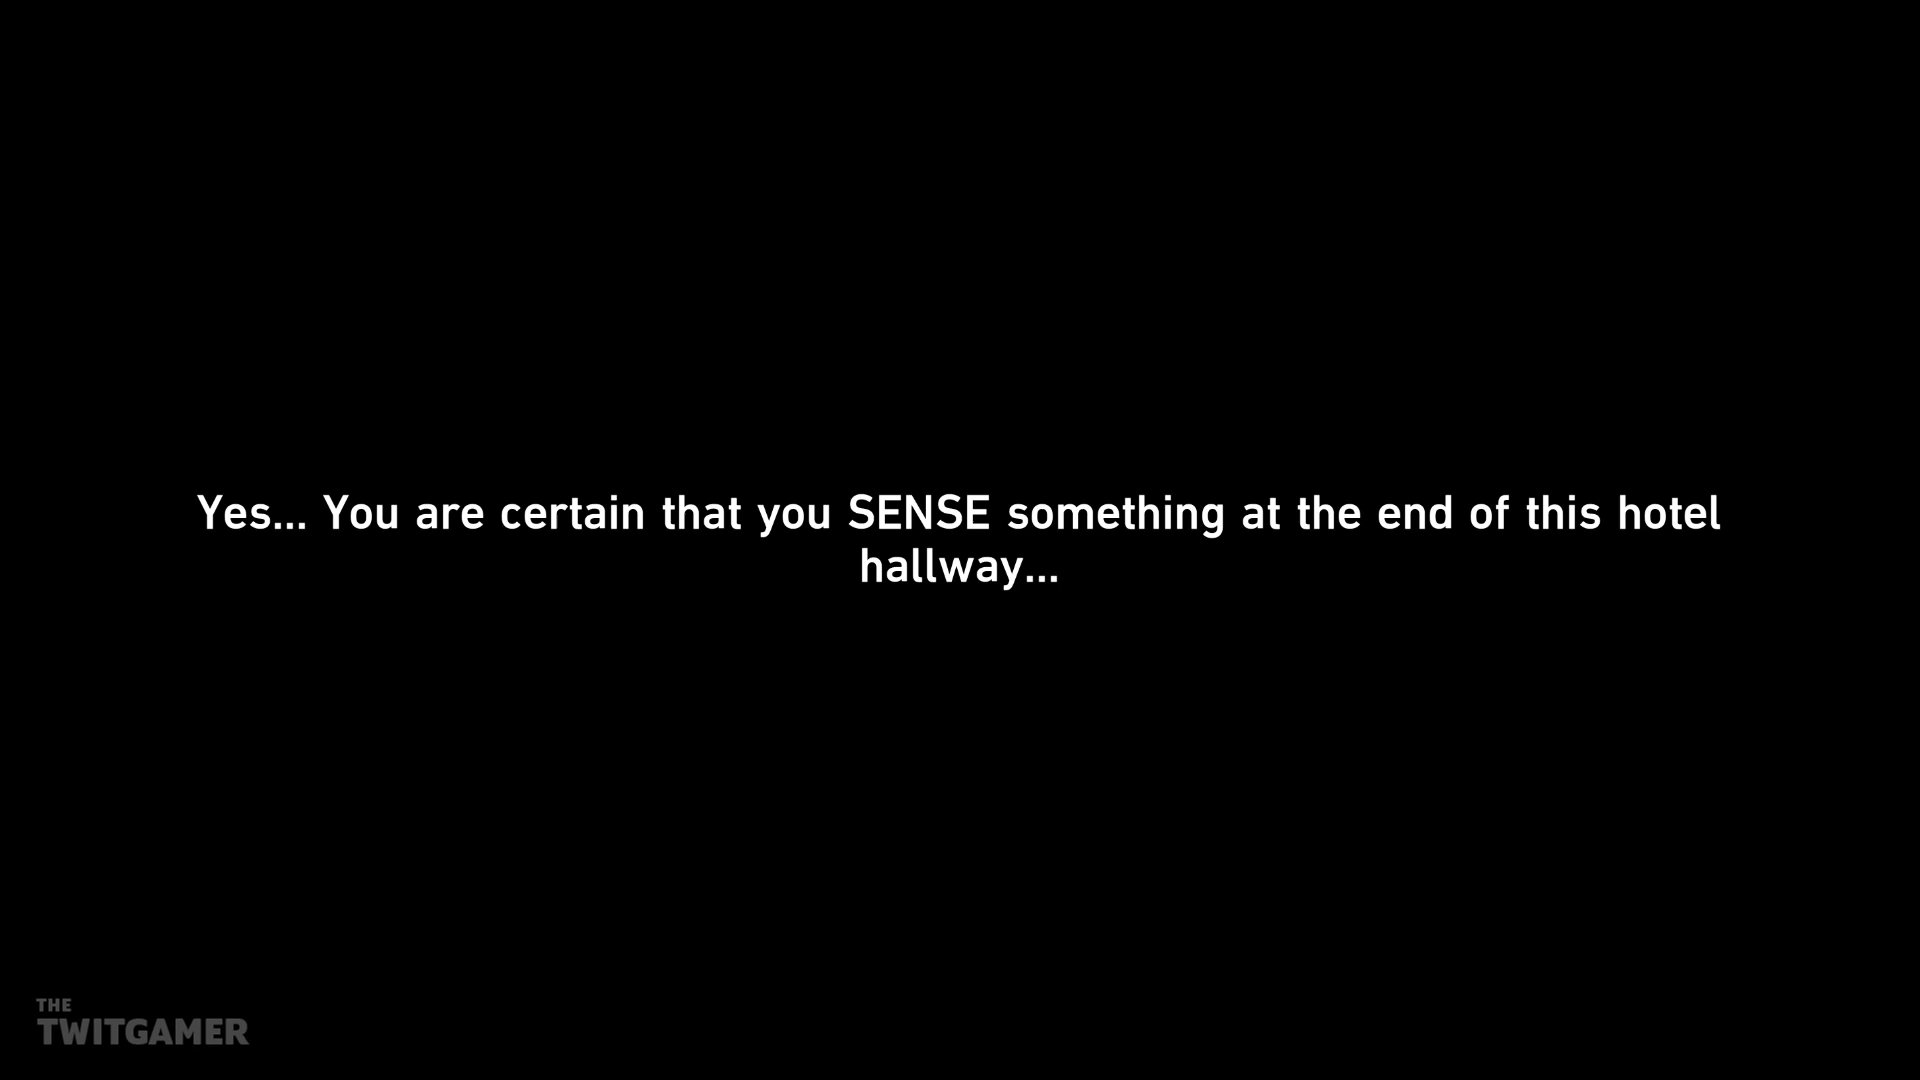 Yes... You are certain that you SENSE something at the end of this hotel
hallway...
THE
TWITGAMER